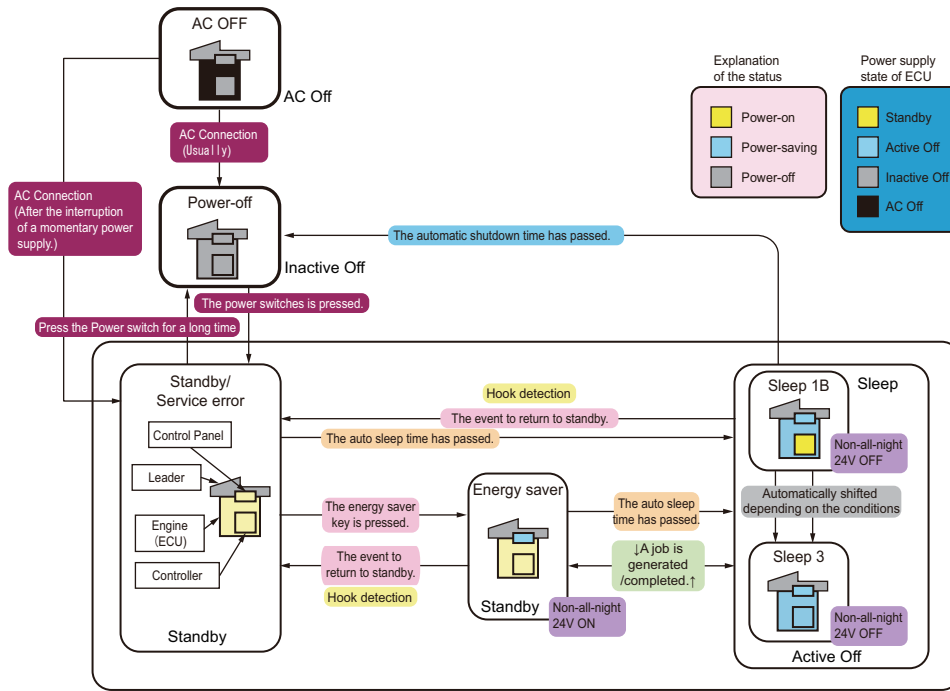 AC OFF
AC Off
AC Connection
(Usually)
AC Connection
(After the interruption
of a momentary power
supply.)
Power-off
Inactive Off
The power switches is pressed.
Press the Power switch for a long time
The automatic shutdown time has passed.
Explanation
of the status
Power-on
Power-saving
Power-off
Power supply
state of ECU
Standby
Active Off
Inactive Off
AC Off
Standby/
Service error
Control Panel
Leader
Engine
(ECU)
Controller
Standby
Hook detection
The event to return to standby.
The auto sleep time has passed.
The energy saver
key is pressed.
The event to
return to standby.
Hook detection
Energy saver
Standby
Non-all-night
24V ON
The auto sleep
time has passed.
↓A job is
generated
/completed.↑
Sleep 1B
Sleep
Non-all-night
24V OFF
Automatically shifted
depending on the conditions
Sleep 3
Non-all-night
24V OFF
Active Off